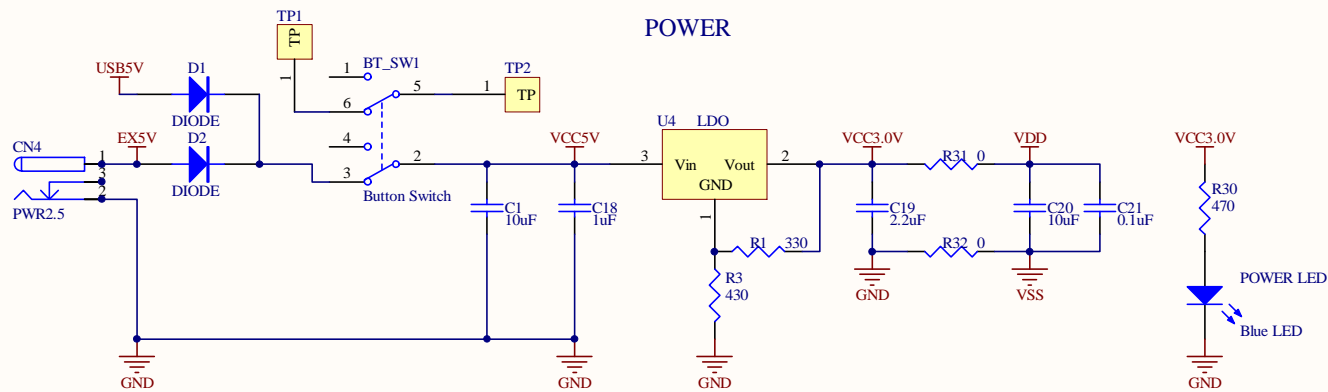 POWER
TP1
TP
1
USB5V
D1
DIODE
BT_SW1
1
5
6
4
2
3
Button Switch
1
TP2
TP
CN4
EX5V
D2
DIODE
1
3
2
PWR2.5
GND
VCC5V
C1
10uF
C18
1uF
GND
U4 LDO
3
Vin
Vout
2
GND
1
R1 330
R3
430
GND
VCC3.0V
R31 0
VDD
C19
2.2uF
C20
10uF
C21
0.1uF
R32 0
GND
VSS
VCC3.0V
R30
470
POWER LED
Blue LED
GND